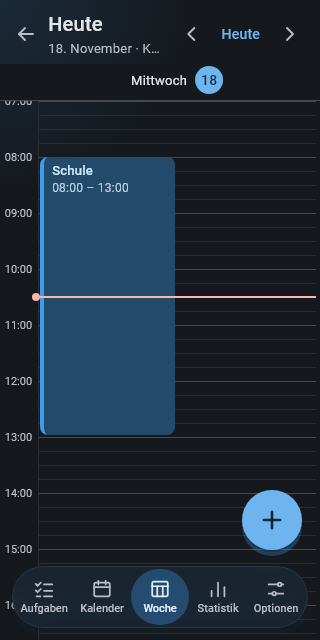 Heute
18. November · K...
Heute
Mittwoch 18
07:00
08:00
Schule
08:00 – 13:00
09:00
10:00
11:00
12:00
13:00
14:00
15:00
Aufgaben
Kalender
Woche
Statistik
Optionen